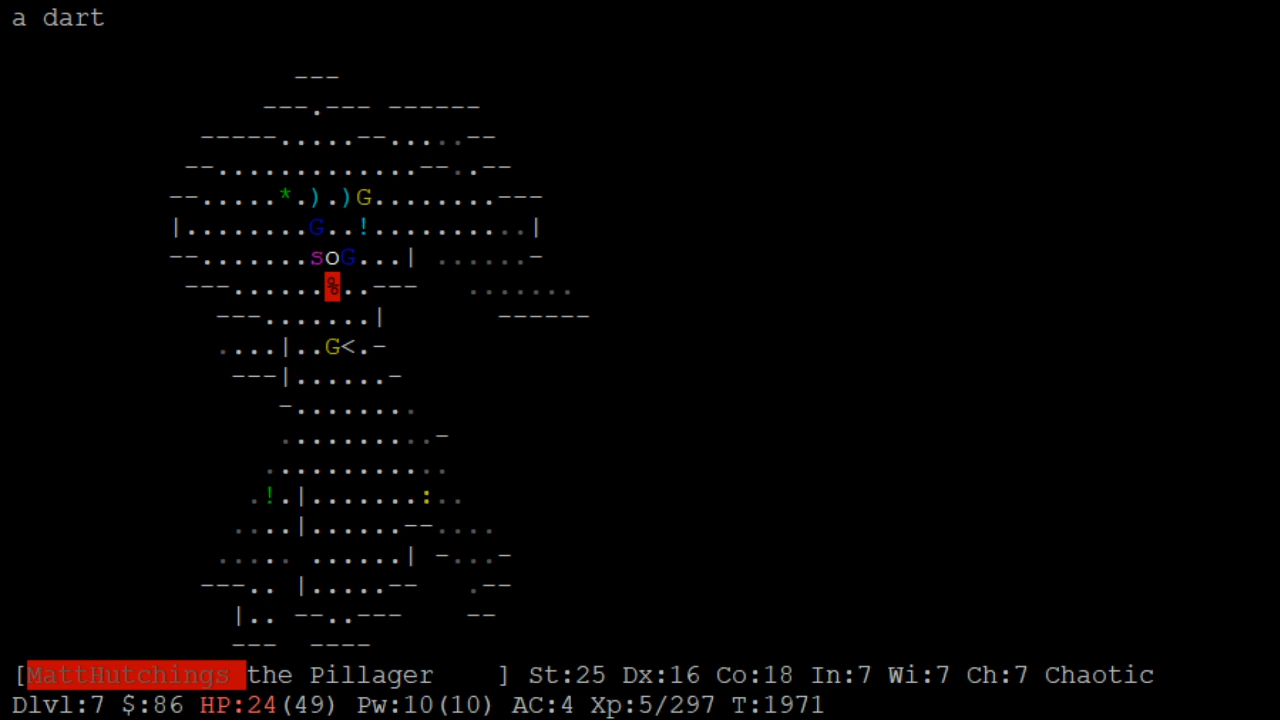 a dart
---
---.--- ------
-----.....--.....--
--.............--..--
--.....*.).)G........---
|........G..!..........|
--.......soG...| ......-
---......%..--- .......
---.......| ------
....|..G<.-
---|......-
-........
..........-
............
.!.|.......:..
....|......--....
..... ......| -...-
---.. |.....-- .--
|.. --..--- --
--- ----
[MattHutchings the Pillager ] St:25 Dx:16 Co:18 In:7 Wi:7 Ch:7 Chaotic
Dlvl:7 $:86 HP:24(49) Pw:10(10) AC:4 Xp:5/297 T:1971